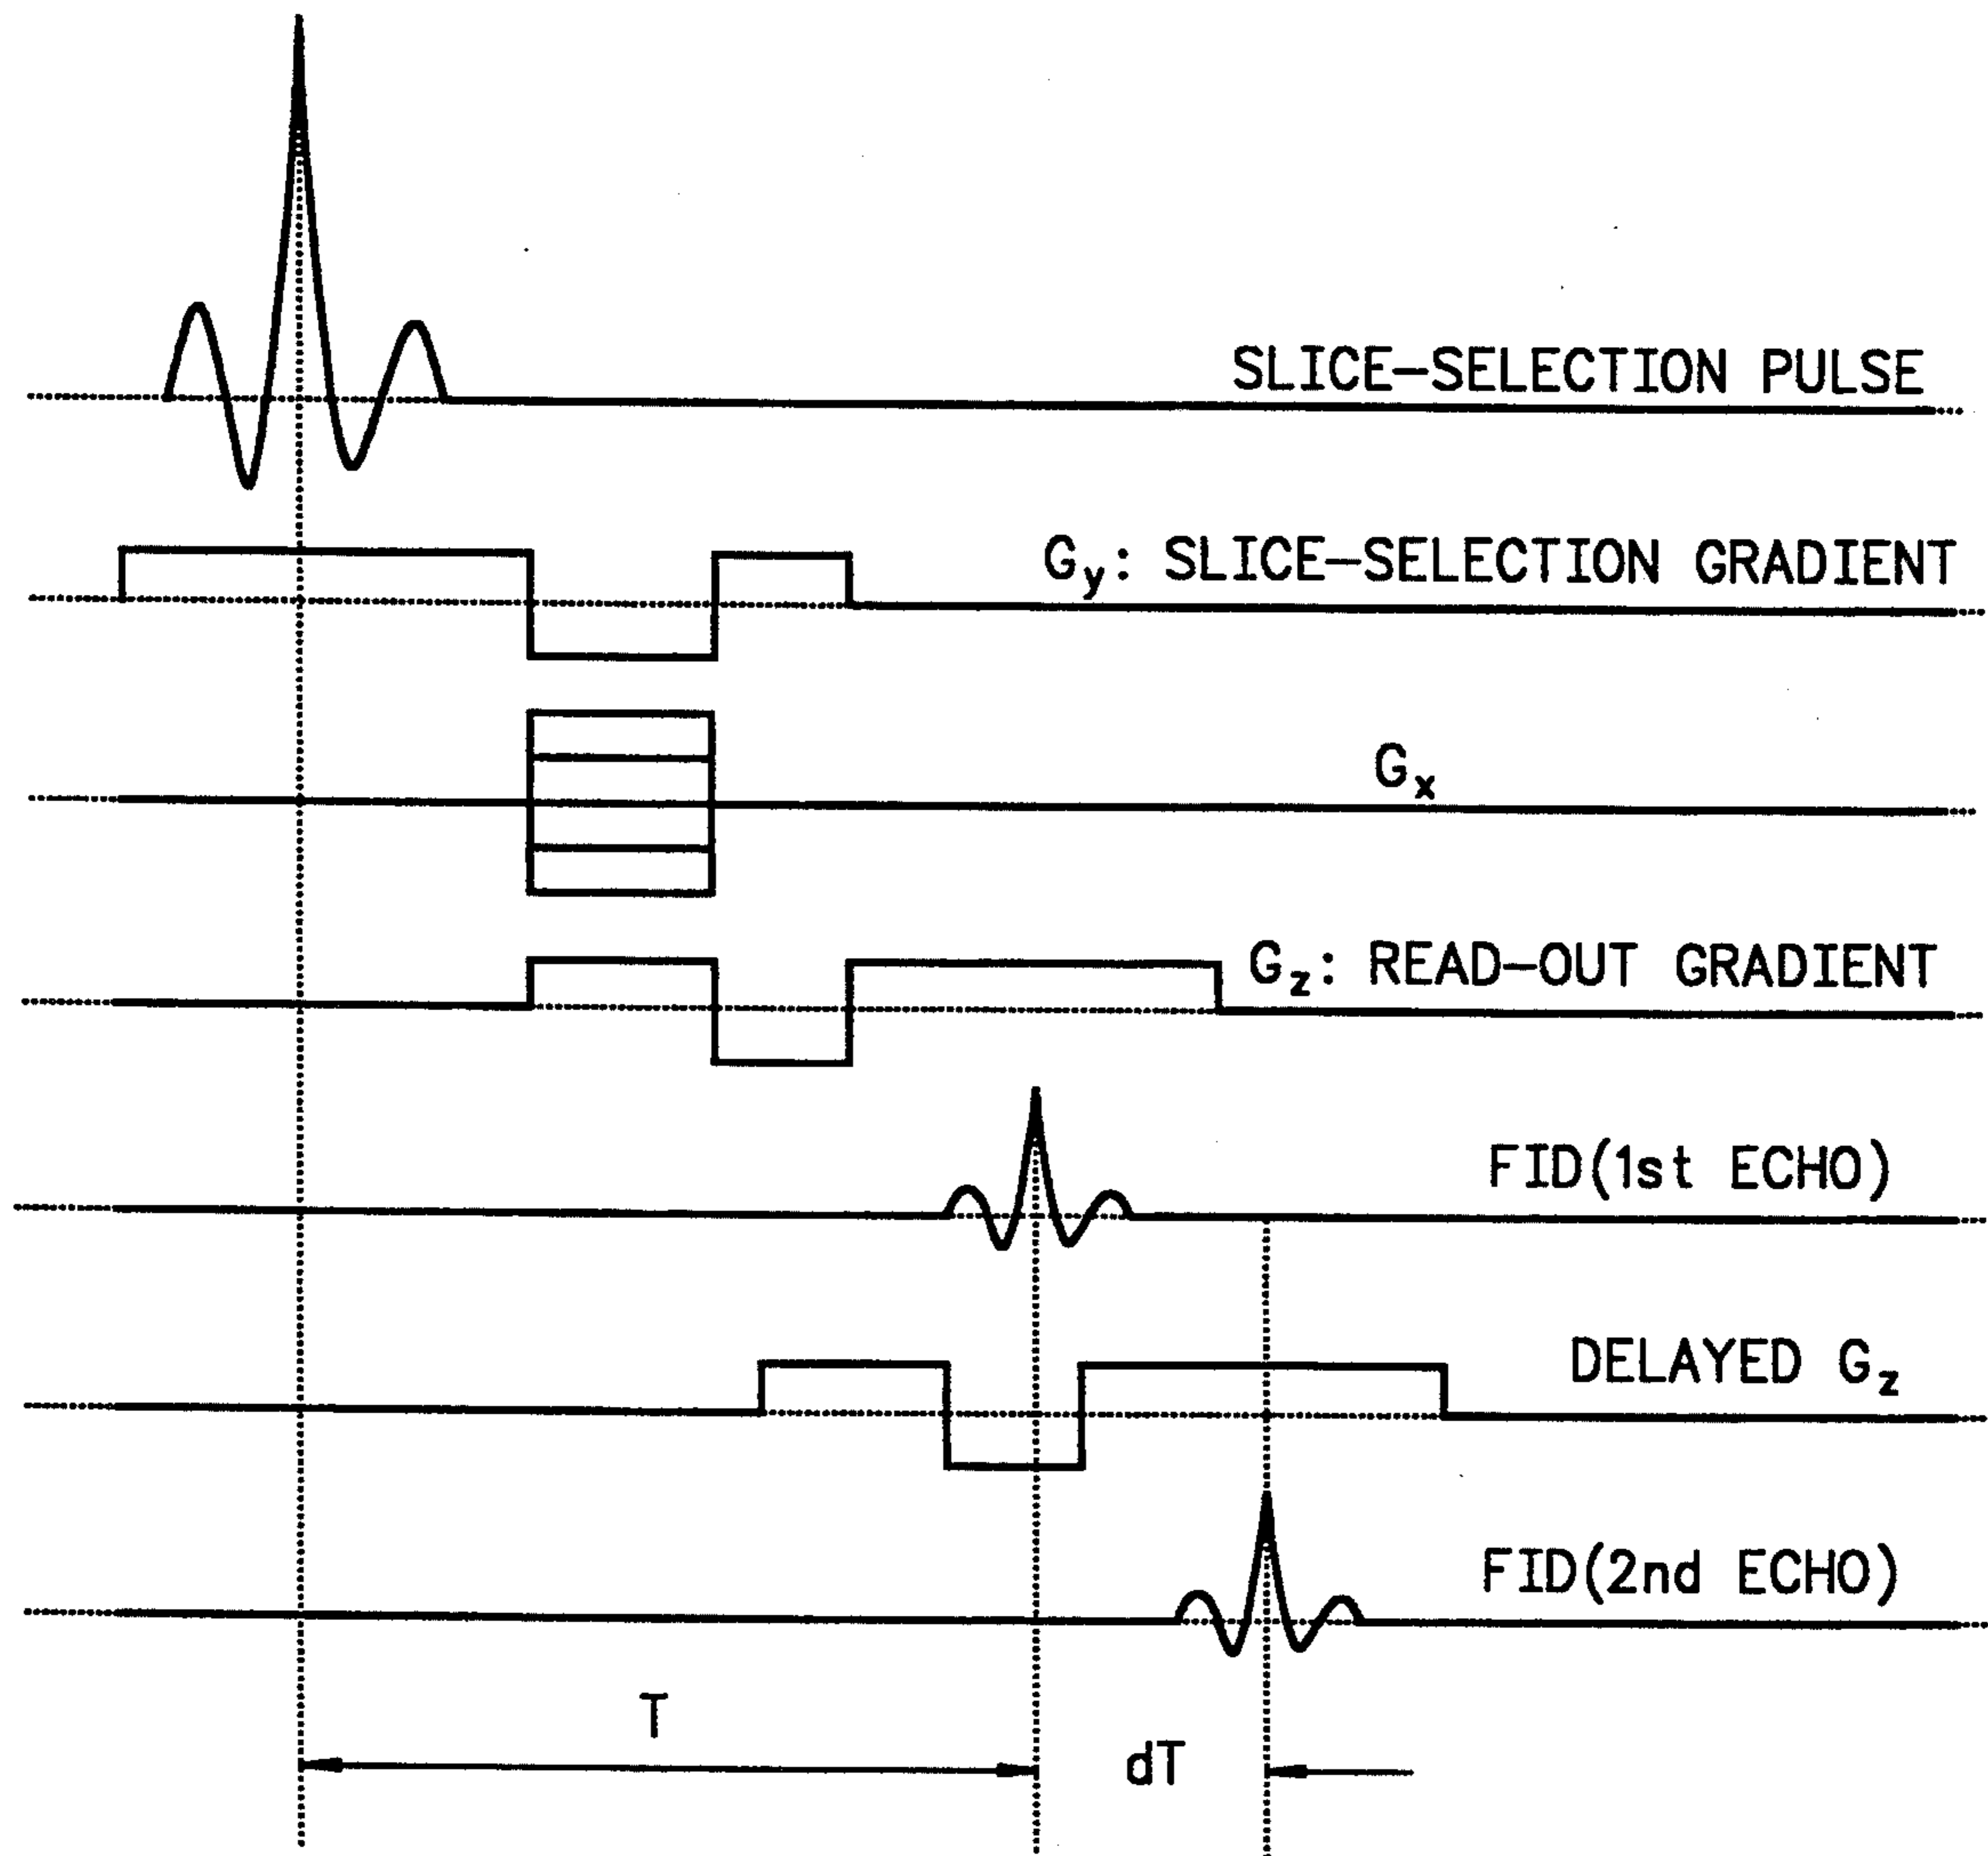 SLICE-SELECTION PULSE
Gy: SLICE-SELECTION GRADIENT
Gx
Gz: READ-OUT GRADIENT
FID(1st ECHO)
DELAYED Gz
FID(2nd ECHO)
T
dT